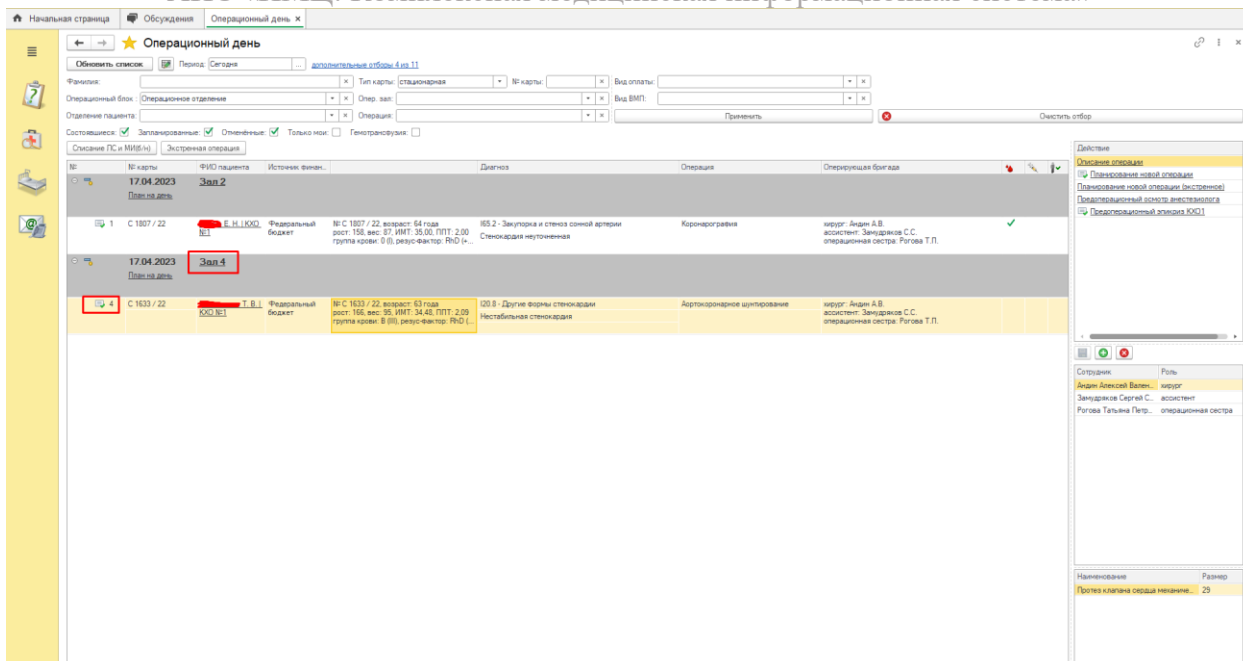 Начальная страница Обсуждения Операционный день ×
Операционный день
Обновить список Период: Сегодня ... дополнительные отборы 4 из 11
Фамилия: Тип карты: стационарная № карты: Вид оплаты:
Операционный блок : Операционное отделение Опер. зал: Вид ВМП:
Отделение пациента: Операция: Применить Очистить отбор
Состоявшиеся: Запланированные: Отменённые: Только мои: Гемотрансфузия:
Списание ПС и МИ(б/н) Экстренная операция
№ № карты ФИО пациента Источник финан... Диагноз Операция Оперирующая бригада
17.04.2023 Зал 2
План на день
1 С 1807 / 22 Е. Н. | КХО №1 Федеральный бюджет
№ С 1807 / 22, возраст: 64 года
рост: 158, вес: 87, ИМТ: 35,00, ППТ: 2,00
группа крови: 0 (I), резус-фактор: RhD (+...
I65.2 - Закупорка и стеноз сонной артерии
Стенокардия неуточненная
Коронарография
хирург: Андин А.В.
ассистент: Замудряков С.С.
операционная сестра: Рогова Т.П.
17.04.2023 Зал 4
План на день
4 С 1633 / 22 Т. В. | КХО №1 Федеральный бюджет
№ С 1633 / 22, возраст: 63 года
рост: 166, вес: 95, ИМТ: 34,48, ППТ: 2,09
группа крови: B (III), резус-фактор: RhD (...
I20.8 - Другие формы стенокардии
Нестабильная стенокардия
Аортокоронарное шунтирование
хирург: Андин А.В.
ассистент: Замудряков С.С.
операционная сестра: Рогова Т.П.
Действие
Описание операции
Планирование новой операции
Планирование новой операции (экстренное)
Предоперационный осмотр анестезиолога
Предоперационный эпикриз КХО1
Сотрудник Роль
Андин Алексей Вален... хирург
Замудряков Сергей С... ассистент
Рогова Татьяна Петр... операционная сестра
Наименование Размер
Протез клапана сердца механиче... 29